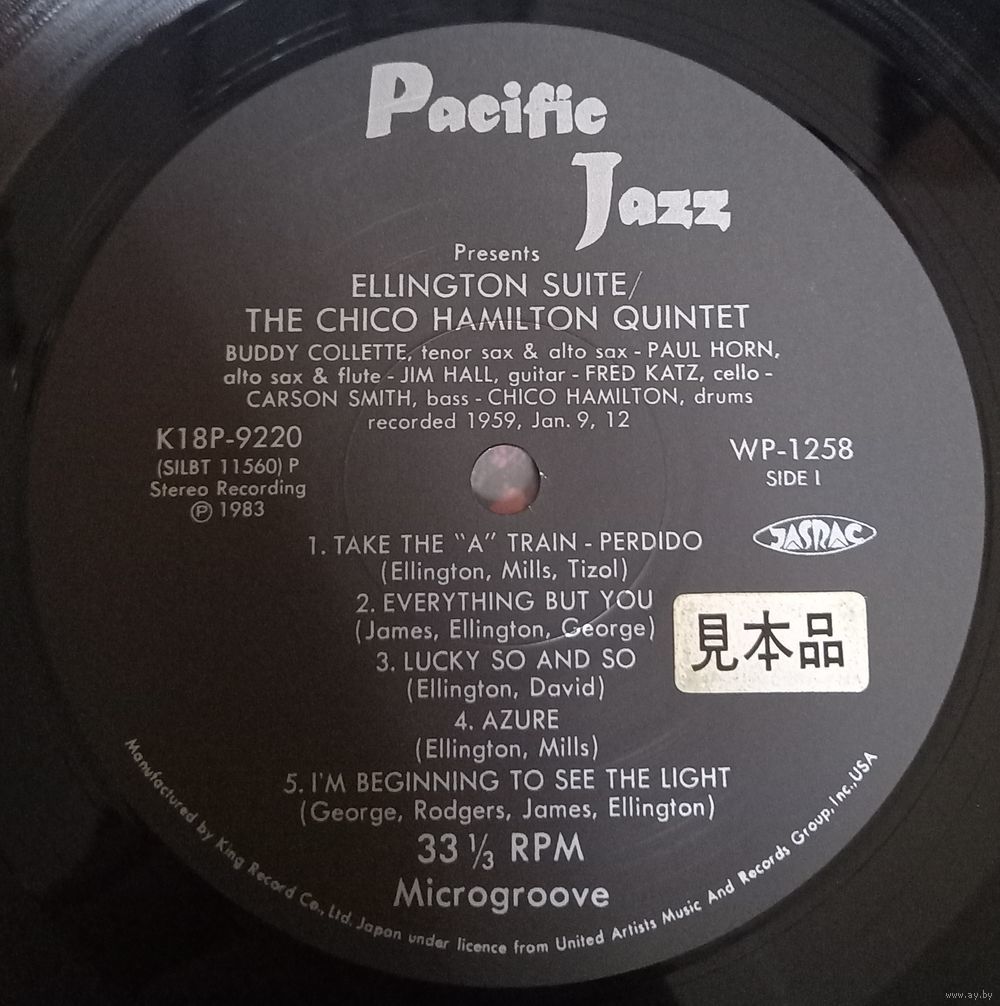 Pacific
Jazz
Presents
ELLINGTON SUITE/
THE CHICO HAMILTON QUINTET
BUDDY COLLETTE, tenor sax & alto sax - PAUL HORN,
alto sax & flute - JIM HALL, guitar - FRED KATZ, cello -
CARSON SMITH, bass - CHICO HAMILTON, drums
recorded 1959, Jan. 9, 12
K18P-9220
(SILBT 11560) P
Stereo Recording
Ⓟ 1983
WP-1258
SIDE I
JASRAC
1. TAKE THE "A" TRAIN - PERDIDO
(Ellington, Mills, Tizol)
2. EVERYTHING BUT YOU
(James, Ellington, George)
3. LUCKY SO AND SO
(Ellington, David)
4. AZURE
(Ellington, Mills)
5. I'M BEGINNING TO SEE THE LIGHT
(George, Rodgers, James, Ellington)
見本品
33 1/3 RPM
Microgroove
Manufactured by King Record Co., Ltd. Japan under licence from United Artists Music And Records Group, Inc., USA
www.ay.by